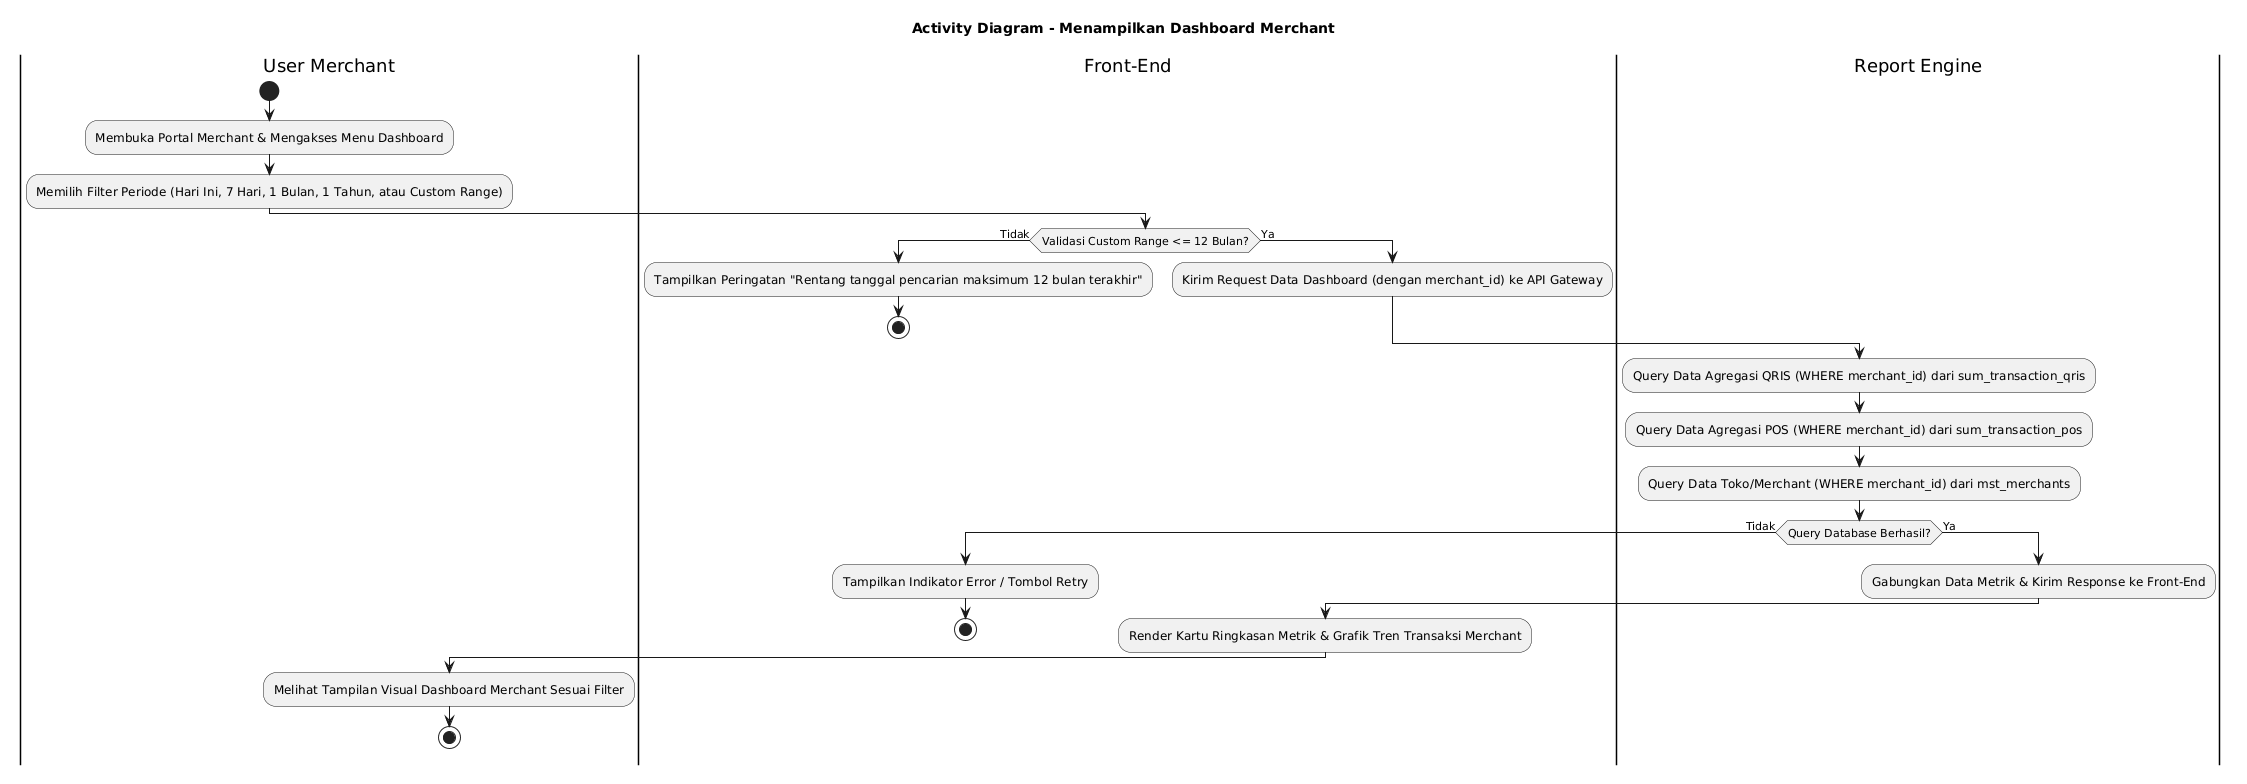 Activity Diagram - Menampilkan Dashboard Merchant
User Merchant
Front-End
Report Engine
Membuka Portal Merchant & Mengakses Menu Dashboard
Memilih Filter Periode (Hari Ini, 7 Hari, 1 Bulan, 1 Tahun, atau Custom Range)
Tidak
Validasi Custom Range <= 12 Bulan?
Ya
Tampilkan Peringatan "Rentang tanggal pencarian maksimum 12 bulan terakhir"
Kirim Request Data Dashboard (dengan merchant_id) ke API Gateway
Query Data Agregasi QRIS (WHERE merchant_id) dari sum_transaction_qris
Query Data Agregasi POS (WHERE merchant_id) dari sum_transaction_pos
Query Data Toko/Merchant (WHERE merchant_id) dari mst_merchants
Tidak
Query Database Berhasil?
Ya
Tampilkan Indikator Error / Tombol Retry
Gabungkan Data Metrik & Kirim Response ke Front-End
Render Kartu Ringkasan Metrik & Grafik Tren Transaksi Merchant
Melihat Tampilan Visual Dashboard Merchant Sesuai Filter